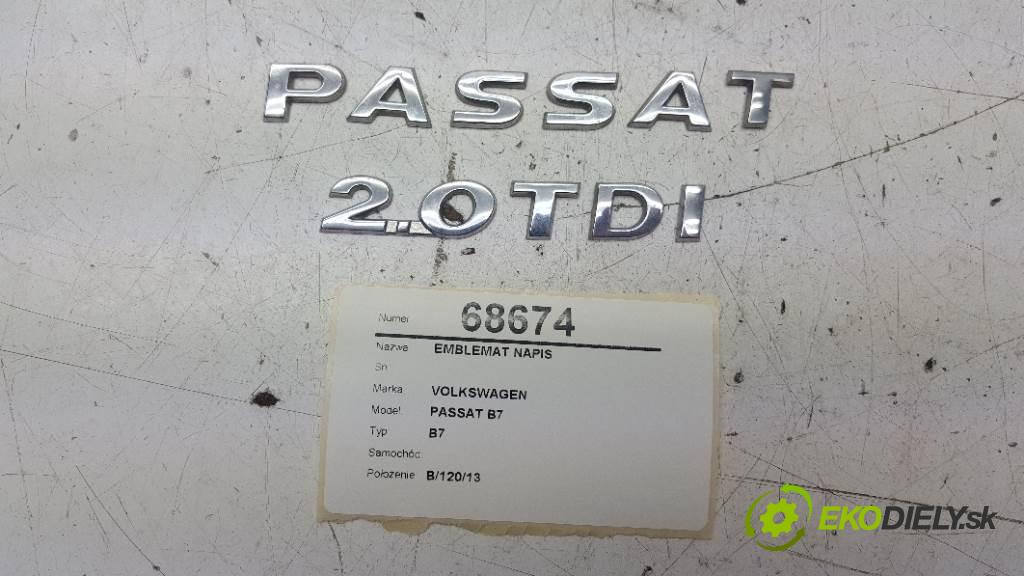 PASSAT
2.0TDI
Numer 68674
Nazwa EMBLEMAT NAPIS
Sn
Marka VOLKSWAGEN
Model PASSAT B7
Typ B7
Samochód
Położenie B/120/13
EKODIELY.sk